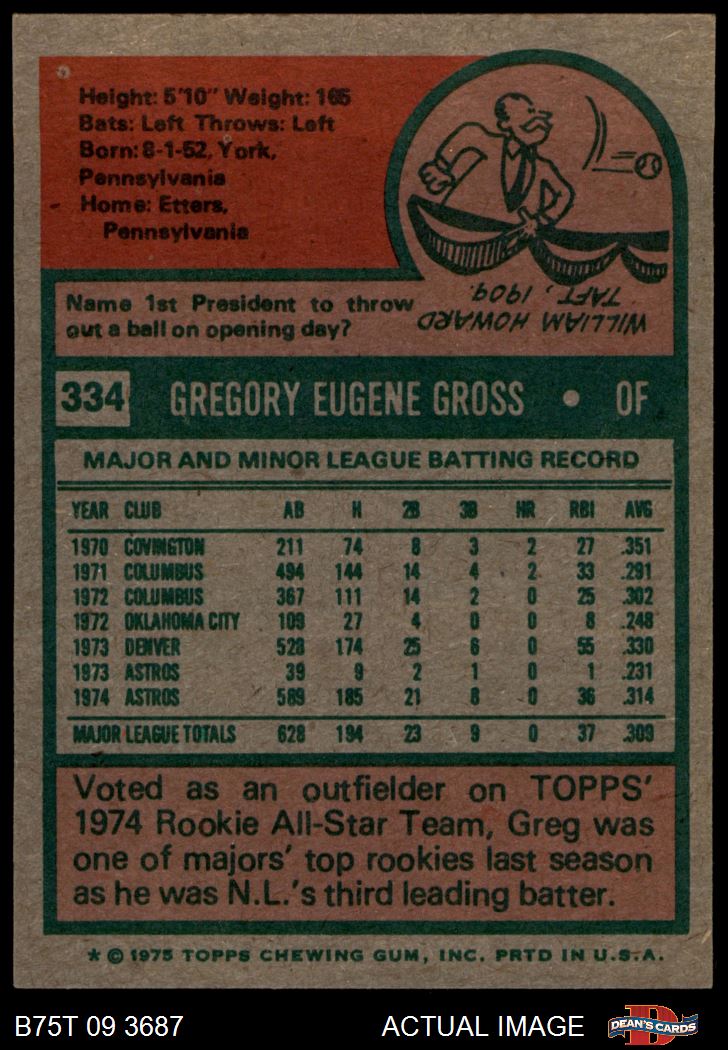 Height: 5'10" Weight: 165
Bats: Left Throws: Left
Born: 8-1-52, York,
Pennsylvania
Home: Etters,
Pennsylvania
Name 1st President to throw
out a ball on opening day?
WILLIAM HOWARD
TAFT, 1909.
334 GREGORY EUGENE GROSS • OF
MAJOR AND MINOR LEAGUE BATTING RECORD
YEAR CLUB AB H 2B 3B HR RBI AVG
1970 COVINGTON 211 74 8 3 2 27 .351
1971 COLUMBUS 494 144 14 4 2 33 .291
1972 COLUMBUS 367 111 14 2 0 25 .302
1972 OKLAHOMA CITY 109 27 4 0 0 8 .248
1973 DENVER 528 174 25 6 0 55 .330
1973 ASTROS 39 9 2 1 0 1 .231
1974 ASTROS 589 185 21 8 0 36 .314
MAJOR LEAGUE TOTALS 628 194 23 9 0 37 .309
Voted as an outfielder on TOPPS'
1974 Rookie All-Star Team, Greg was
one of majors' top rookies last season
as he was N.L.'s third leading batter.
* © 1975 TOPPS CHEWING GUM, INC. PRTD IN U.S.A.
B75T 09 3687 ACTUAL IMAGE D DEAN'S CARDS